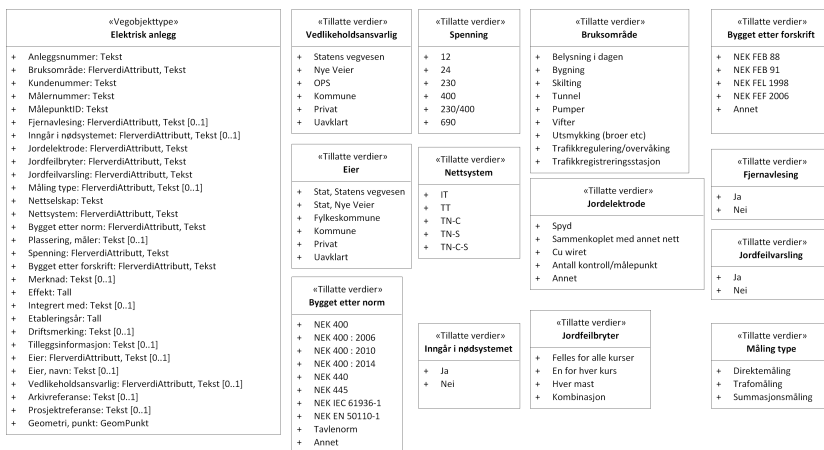 «Vegobjekttype»
Elektrisk anlegg
+ Anleggsnummer: Tekst
+ Bruksområde: FlerverdiAttributt, Tekst
+ Kundenummer: Tekst
+ Målernummer: Tekst
+ MålepunktID: Tekst
+ Fjernavlesing: FlerverdiAttributt, Tekst [0..1]
+ Inngår i nødsystemet: FlerverdiAttributt, Tekst [0..1]
+ Jordelektrode: FlerverdiAttributt, Tekst
+ Jordfeilbryter: FlerverdiAttributt, Tekst
+ Jordfeilvarsling: FlerverdiAttributt, Tekst
+ Måling type: FlerverdiAttributt, Tekst [0..1]
+ Nettselskap: Tekst
+ Nettsystem: FlerverdiAttributt, Tekst
+ Bygget etter norm: FlerverdiAttributt, Tekst
+ Plassering, måler: Tekst [0..1]
+ Spenning: FlerverdiAttributt, Tekst
+ Bygget etter forskrift: FlerverdiAttributt, Tekst
+ Merknad: Tekst [0..1]
+ Effekt: Tall
+ Integrert med: Tekst [0..1]
+ Etableringsår: Tall
+ Driftsmerking: Tekst [0..1]
+ Tilleggsinformasjon: Tekst [0..1]
+ Eier: FlerverdiAttributt, Tekst [0..1]
+ Eier, navn: Tekst [0..1]
+ Vedlikeholdsansvarlig: FlerverdiAttributt, Tekst [0..1]
+ Arkivreferanse: Tekst [0..1]
+ Prosjektreferanse: Tekst [0..1]
+ Geometri, punkt: GeomPunkt
«Tillatte verdier»
Vedlikeholdsansvarlig
+ Statens vegvesen
+ Nye Veier
+ OPS
+ Kommune
+ Privat
+ Uavklart
«Tillatte verdier»
Eier
+ Stat, Statens vegvesen
+ Stat, Nye Veier
+ Fylkeskommune
+ Kommune
+ Privat
+ Uavklart
«Tillatte verdier»
Bygget etter norm
+ NEK 400
+ NEK 400 : 2006
+ NEK 400 : 2010
+ NEK 400 : 2014
+ NEK 440
+ NEK 445
+ NEK IEC 61936-1
+ NEK EN 50110-1
+ Tavlenorm
+ Annet
«Tillatte verdier»
Spenning
+ 12
+ 24
+ 230
+ 400
+ 230/400
+ 690
«Tillatte verdier»
Nettsystem
+ IT
+ TT
+ TN-C
+ TN-S
+ TN-C-S
«Tillatte verdier»
Inngår i nødsystemet
+ Ja
+ Nei
«Tillatte verdier»
Bruksområde
+ Belysning i dagen
+ Bygning
+ Skilting
+ Tunnel
+ Pumper
+ Vifter
+ Utsmykking (broer etc)
+ Trafikkregulering/overvåking
+ Trafikkregistreringsstasjon
«Tillatte verdier»
Jordelektrode
+ Spyd
+ Sammenkoplet med annet nett
+ Cu wiret
+ Antall kontroll/målepunkt
+ Annet
«Tillatte verdier»
Jordfeilbryter
+ Felles for alle kurser
+ En for hver kurs
+ Hver mast
+ Kombinasjon
«Tillatte verdier»
Bygget etter forskrift
+ NEK FEB 88
+ NEK FEB 91
+ NEK FEL 1998
+ NEK FEF 2006
+ Annet
«Tillatte verdier»
Fjernavlesing
+ Ja
+ Nei
«Tillatte verdier»
Jordfeilvarsling
+ Ja
+ Nei
«Tillatte verdier»
Måling type
+ Direktemåling
+ Trafomåling
+ Summasjonsmåling